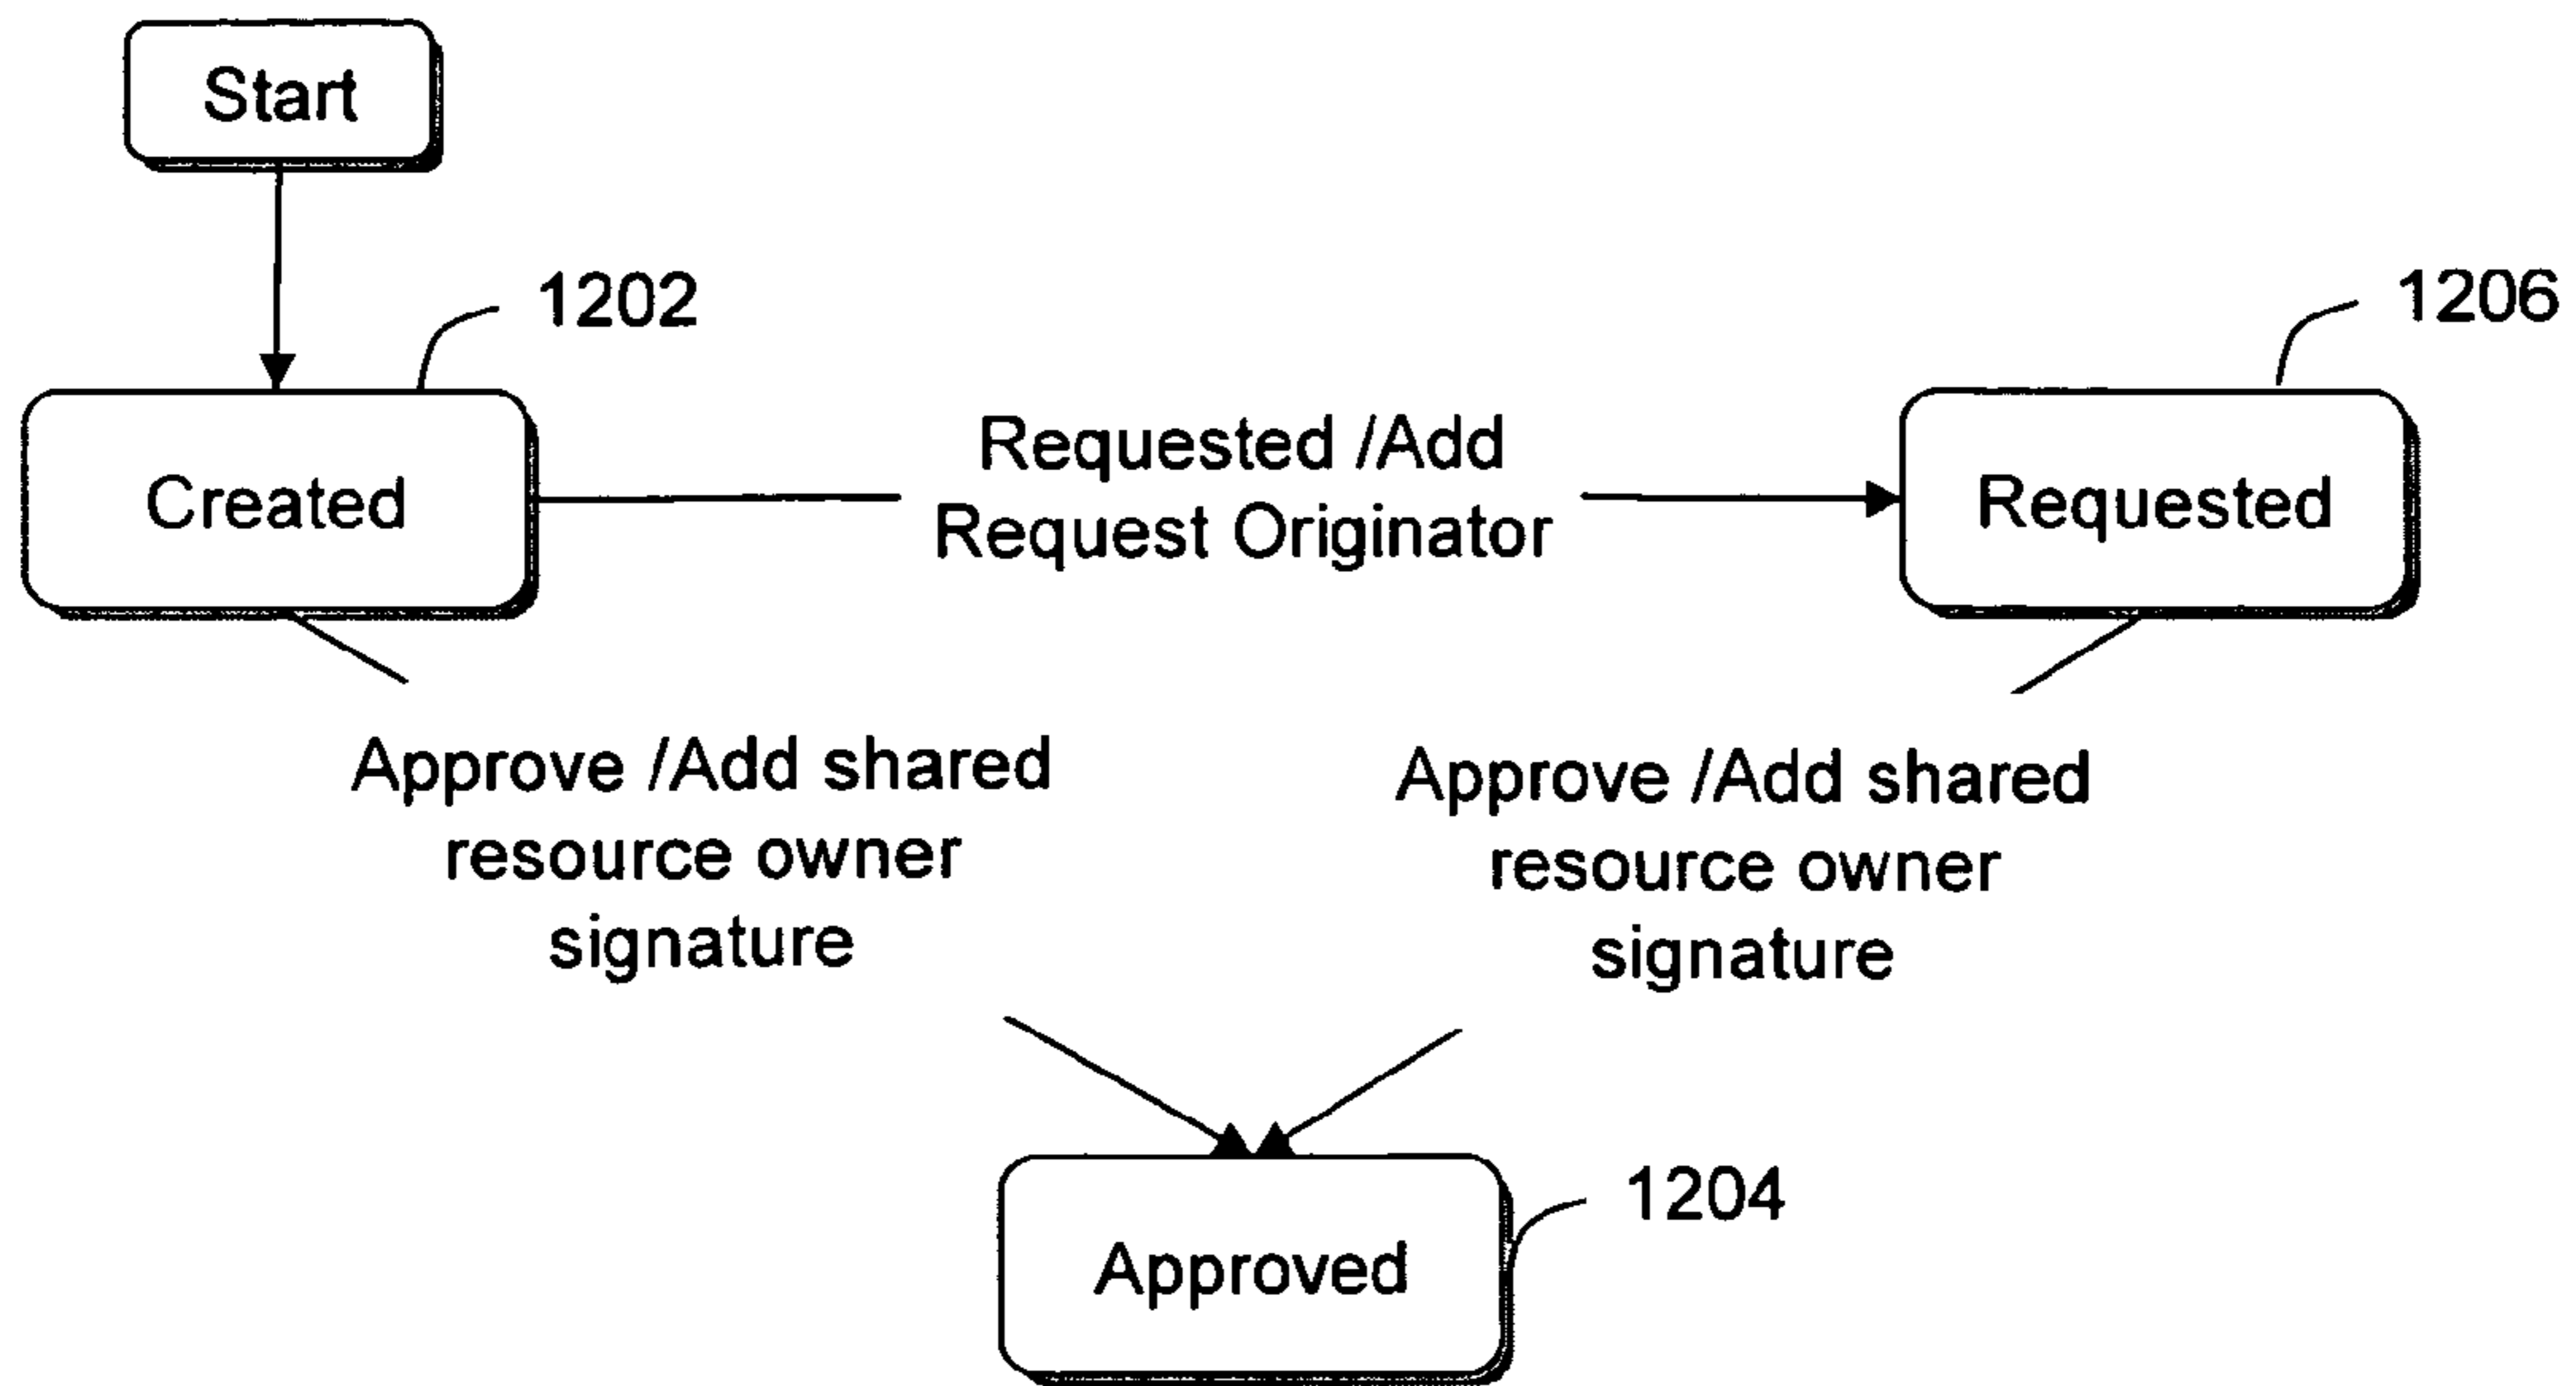 Start
1202
1206
Created
Requested /Add
Request Originator
Requested
Approve /Add shared
resource owner
signature
Approve /Add shared
resource owner
signature
1204
Approved